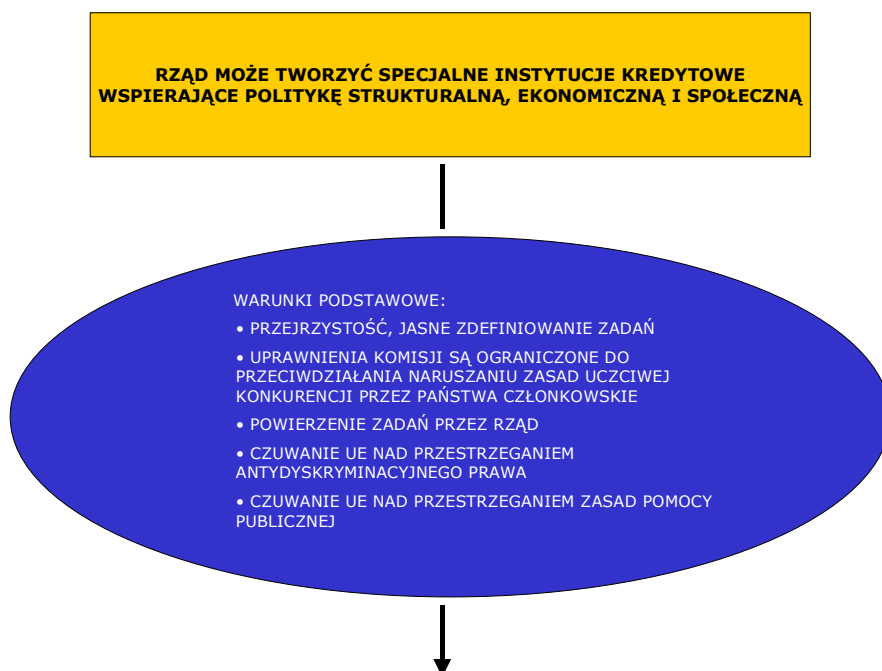 RZĄD MOŻE TWORZYĆ SPECJALNE INSTYTUCJE KREDYTOWE
WSPIERAJĄCE POLITYKĘ STRUKTURALNĄ, EKONOMICZNĄ I SPOŁECZNĄ
WARUNKI PODSTAWOWE:
• PRZEJRZYSTOŚĆ, JASNE ZDEFINIOWANIE ZADAŃ
• UPRAWNIENIA KOMISJI SĄ OGRANICZONE DO
PRZECIWDZIAŁANIA NARUSZANIU ZASAD UCZCIWEJ
KONKURENCJI PRZEZ PAŃSTWA CZŁONKOWSKIE
• POWIERZENIE ZADAŃ PRZEZ RZĄD
• CZUWANIE UE NAD PRZESTRZEGANIEM
ANTYDYSKRYMINACYJNEGO PRAWA
• CZUWANIE UE NAD PRZESTRZEGANIEM ZASAD POMOCY
PUBLICZNEJ